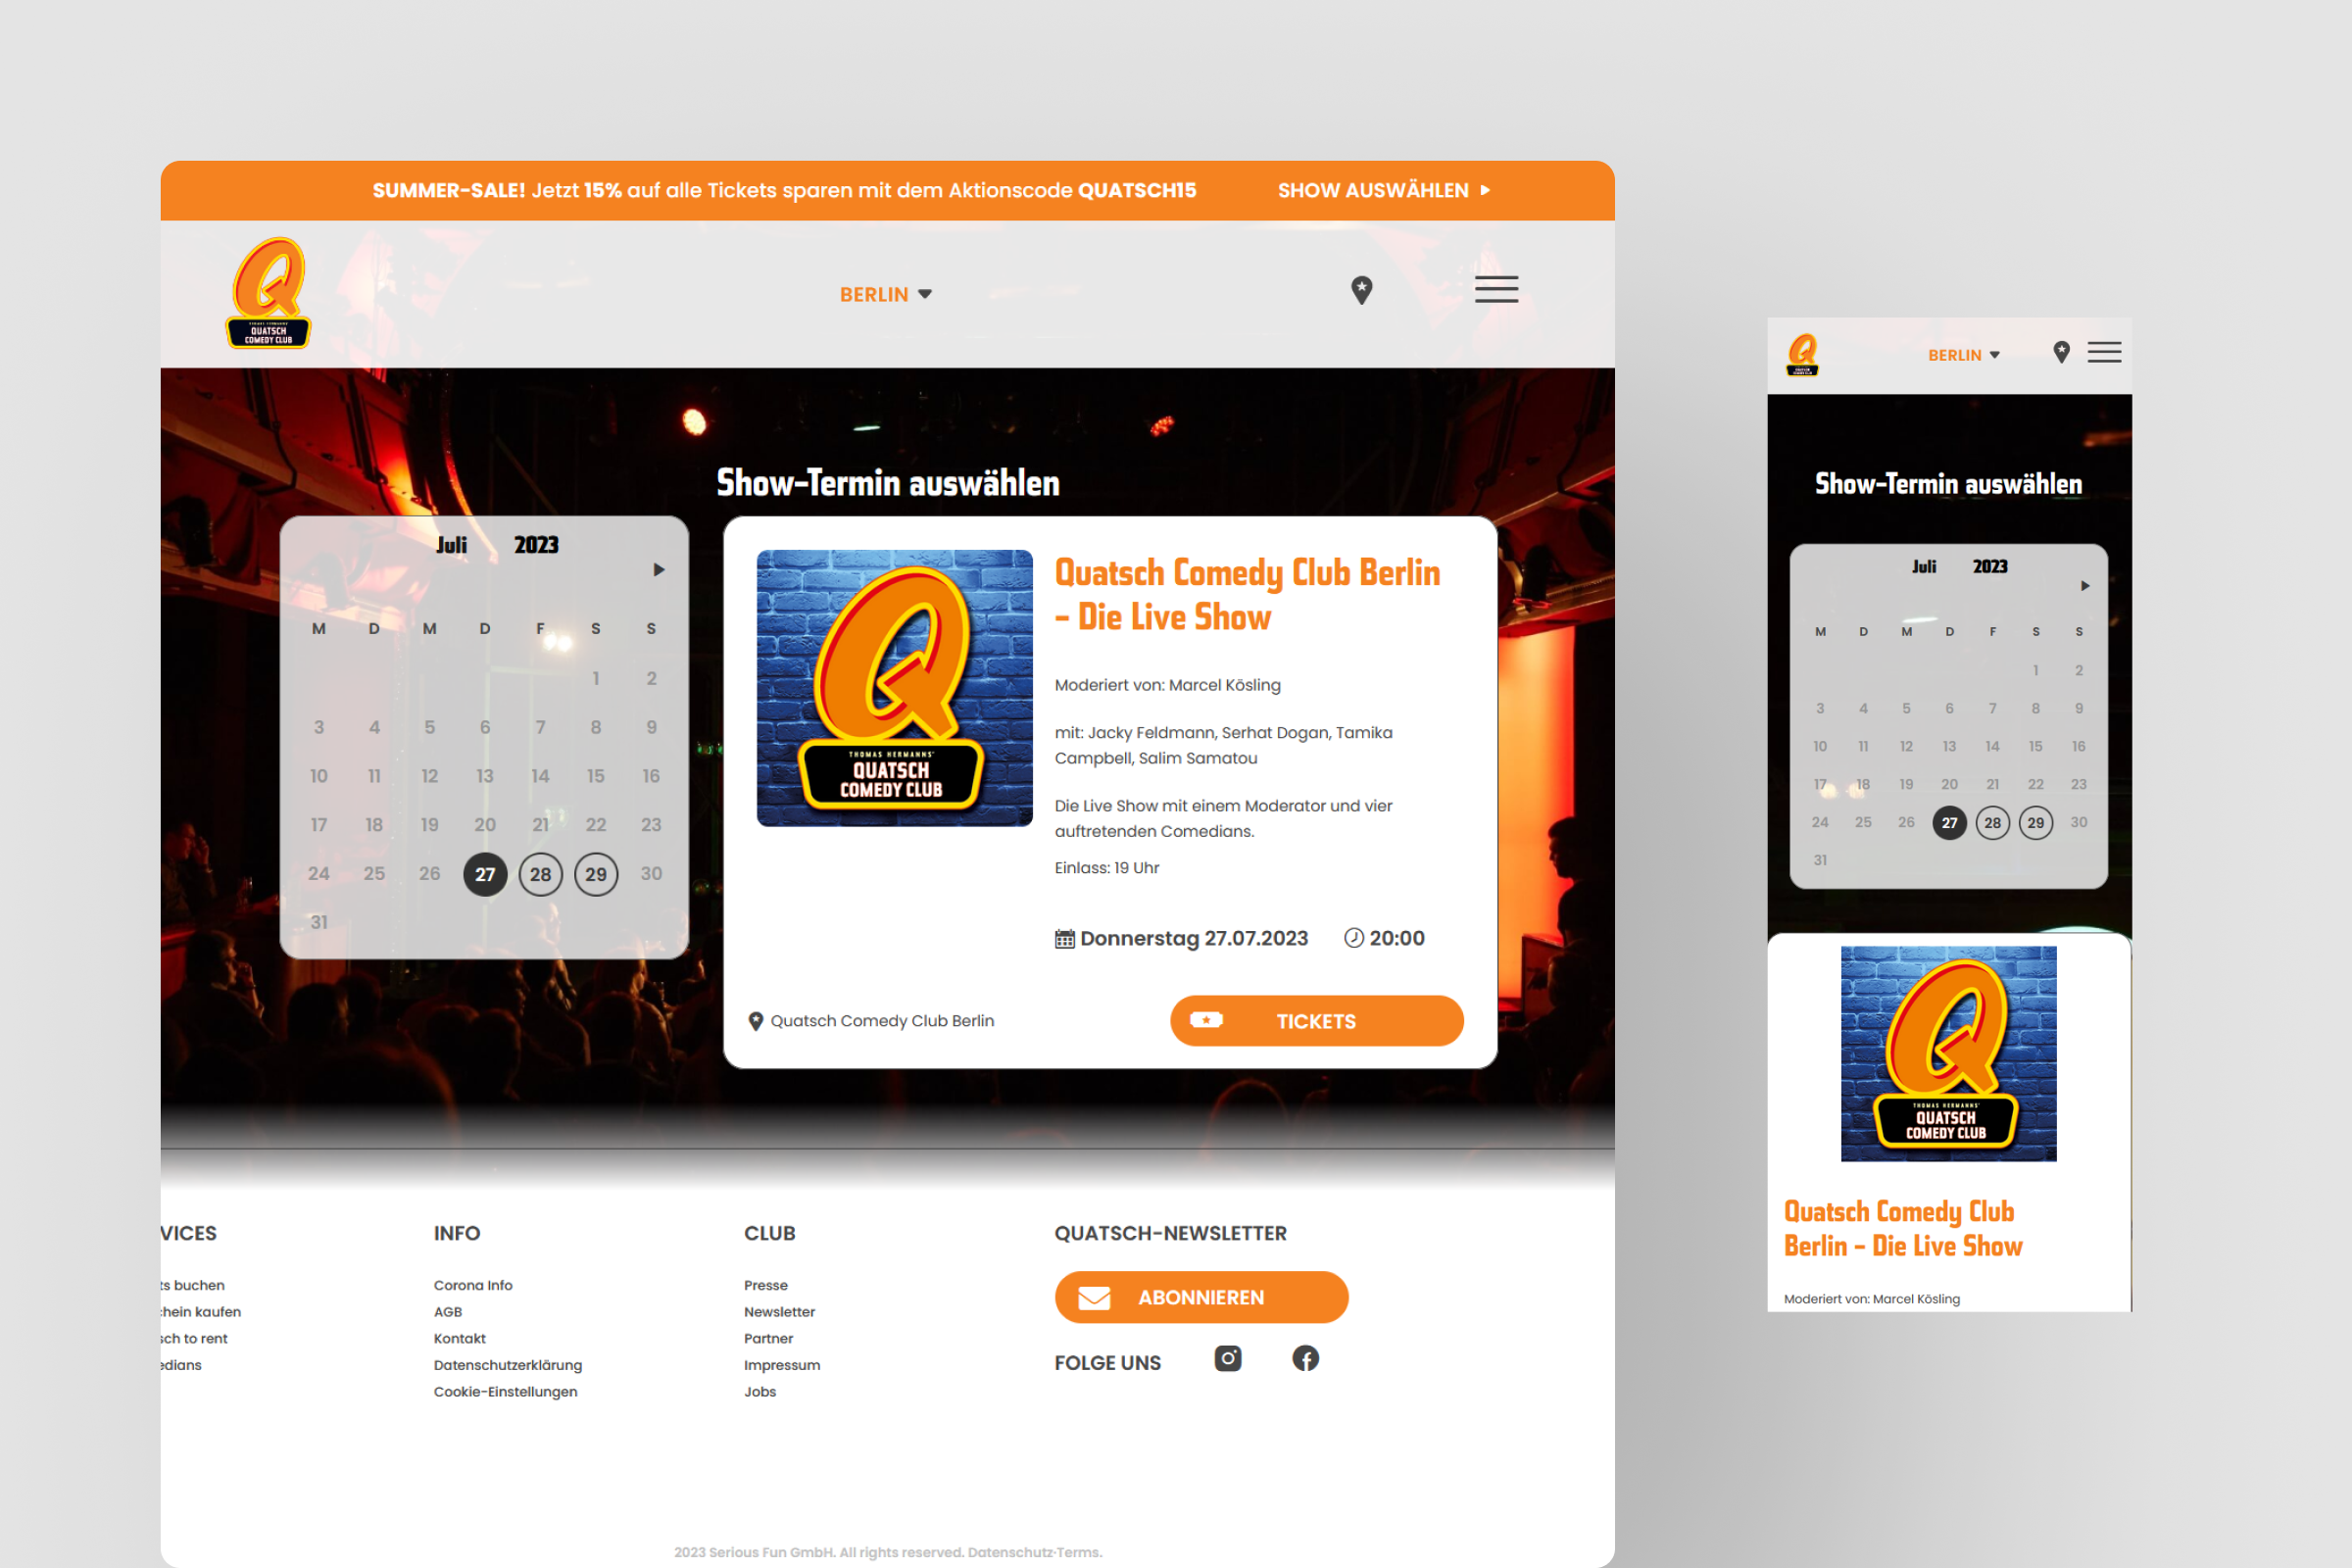 SUMMER-SALE! Jetzt 15% auf alle Tickets sparen mit dem Aktionscode QUATSCH15
SHOW AUSWÄHLEN
QUATSCH
COMEDY CLUB
BERLIN
Show-Termin auswählen
Juli 2023
M D M D F S S
1 2
3 4 5 6 7 8 9
10 11 12 13 14 15 16
17 18 19 20 21 22 23
24 25 26 27 28 29 30
31
THOMAS HERMANNS'
QUATSCH
COMEDY CLUB
Quatsch Comedy Club Berlin
– Die Live Show
Moderiert von: Marcel Kösling
mit: Jacky Feldmann, Serhat Dogan, Tamika
Campbell, Salim Samatou
Die Live Show mit einem Moderator und vier
auftretenden Comedians.
Einlass: 19 Uhr
Donnerstag 27.07.2023
20:00
Quatsch Comedy Club Berlin
TICKETS
VICES
ts buchen
chein kaufen
sch to rent
edians
INFO
Corona Info
AGB
Kontakt
Datenschutzerklärung
Cookie-Einstellungen
CLUB
Presse
Newsletter
Partner
Impressum
Jobs
QUATSCH-NEWSLETTER
ABONNIEREN
FOLGE UNS
2023 Serious Fun GmbH. All rights reserved. Datenschutz·Terms.
BERLIN
Show-Termin auswählen
Juli 2023
M D M D F S S
1 2
3 4 5 6 7 8 9
10 11 12 13 14 15 16
17 18 19 20 21 22 23
24 25 26 27 28 29 30
31
THOMAS HERMANNS'
QUATSCH
COMEDY CLUB
Quatsch Comedy Club
Berlin – Die Live Show
Moderiert von: Marcel Kösling